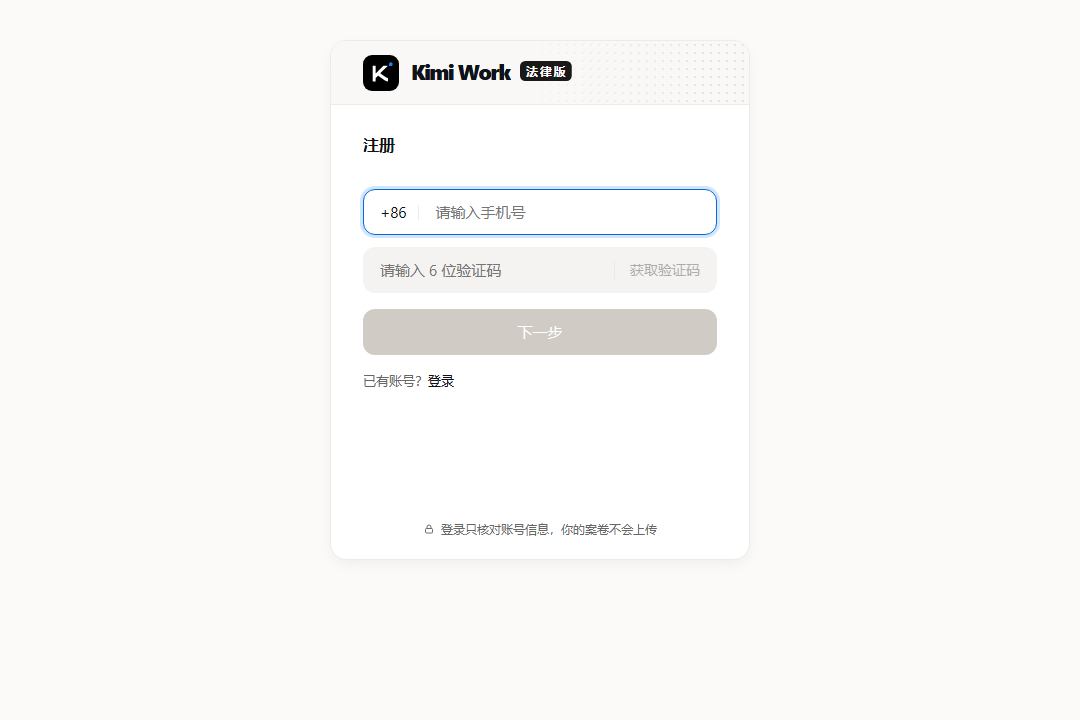 Kimi Work 法律版
注册
+86 请输入手机号
请输入 6 位验证码 获取验证码
下一步
已有账号？登录
登录只核对账号信息，你的案卷不会上传